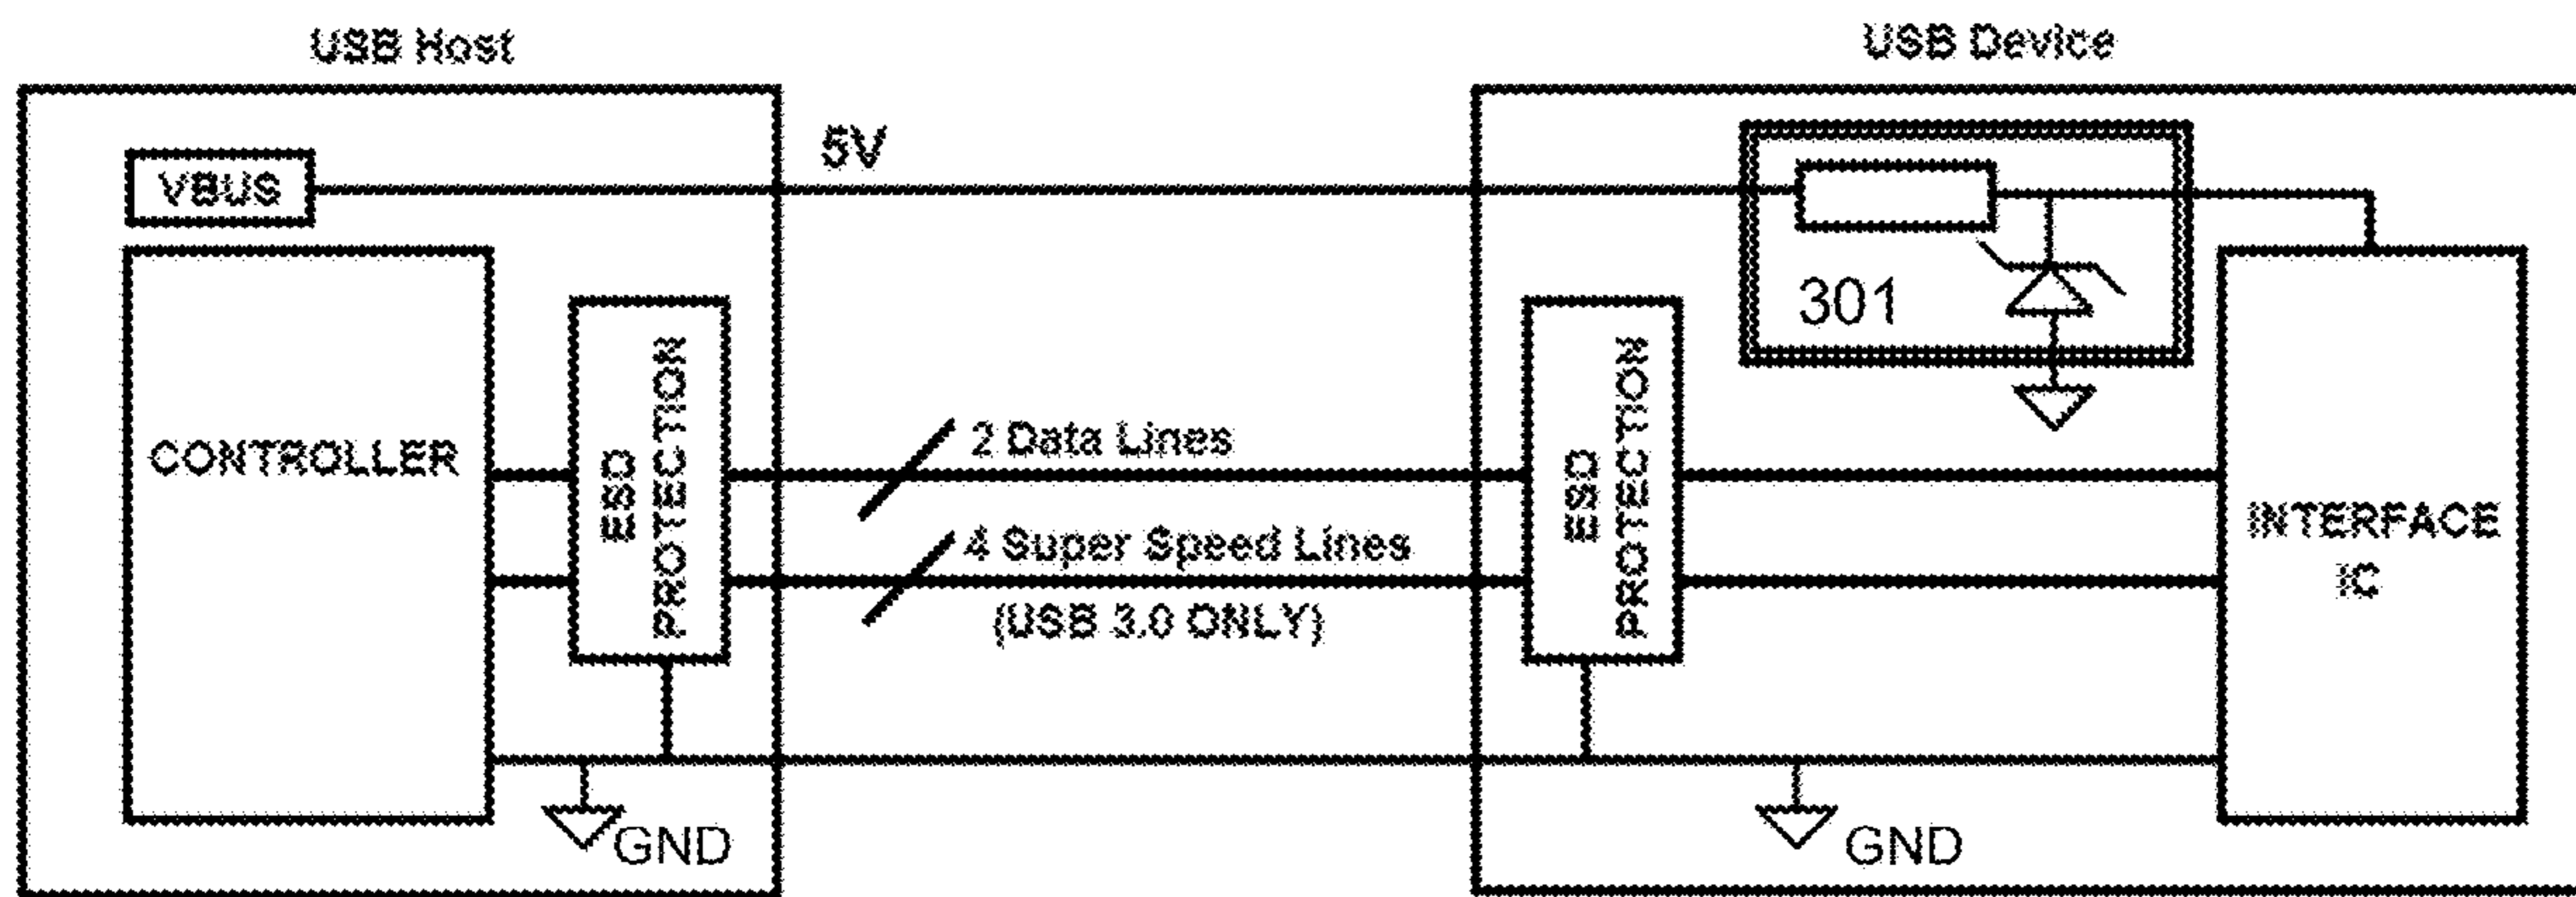 USB Host
USB Device
VBUS
5V
301
CONTROLLER
ESD
PROTECTION
2 Data Lines
4 Super Speed Lines
(USB 3.0 ONLY)
ESD
PROTECTION
INTERFACE
IC
GND
GND